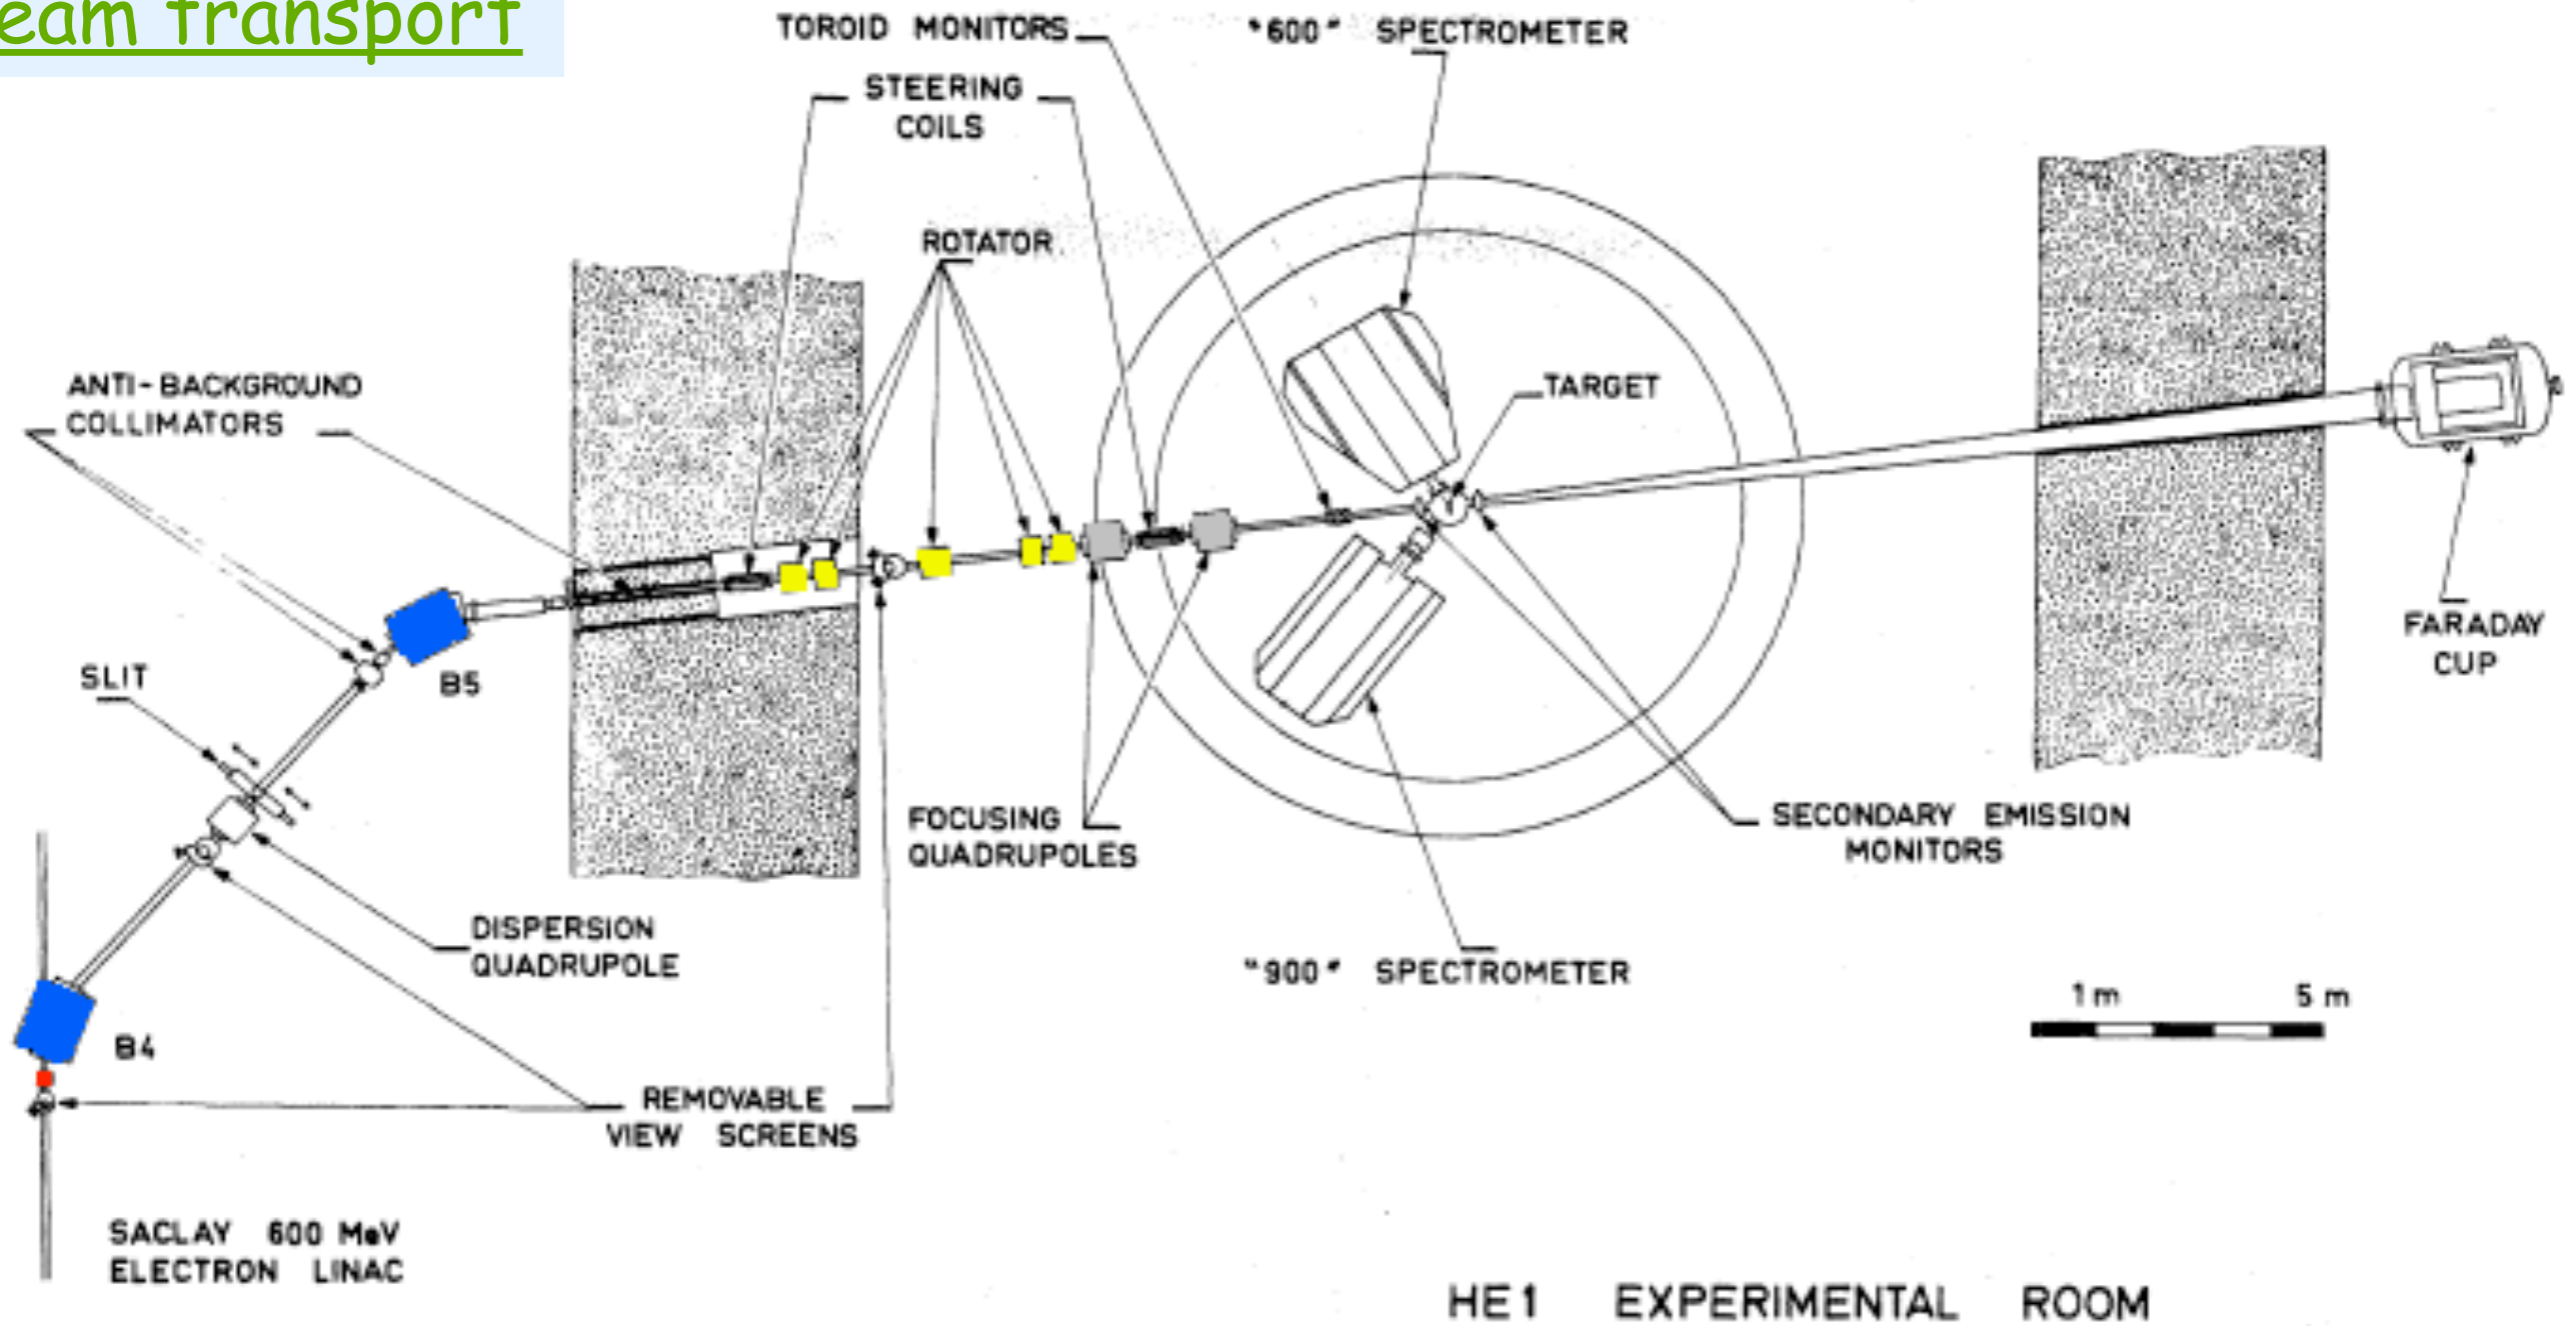 eam transport
TOROID MONITORS
"600" SPECTROMETER
STEERING
COILS
ROTATOR
ANTI-BACKGROUND
COLLIMATORS
TARGET
SLIT
B5
FARADAY
CUP
FOCUSING
QUADRUPOLES
SECONDARY EMISSION
MONITORS
DISPERSION
QUADRUPOLE
"900" SPECTROMETER
1 m 5 m
B4
REMOVABLE
VIEW SCREENS
SACLAY 600 MeV
ELECTRON LINAC
HE1 EXPERIMENTAL ROOM